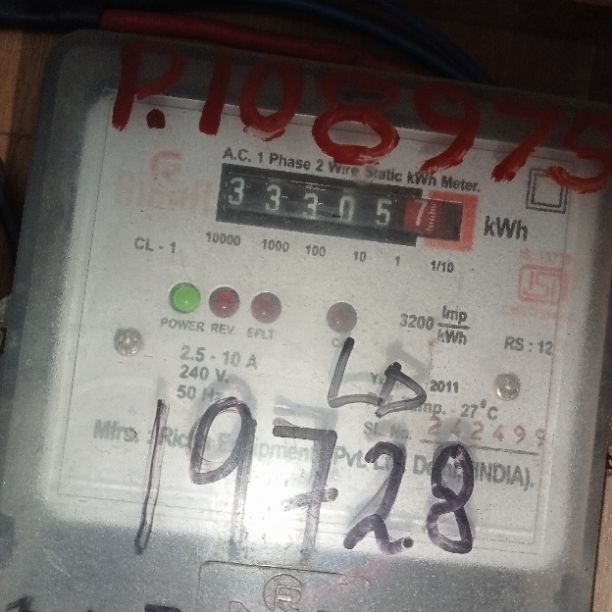 P.108975
A.C. 1 Phase 2 Wire Static kWh Meter.
333057 kWh
CL - 1 10000 1000 100 10 1 1/10
POWER REV. EFLT
3200 Imp/kWh
RS : 12
2.5 - 10 A
240 V.
50
LD
2011
27°C
Sl. No. 242499
Mfrs. : Pvt. (INDIA).
19728